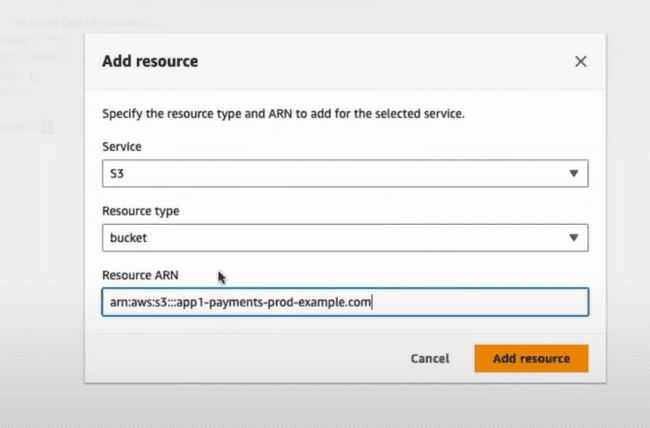 Add resource
Specify the resource type and ARN to add for the selected service.
Service
S3
Resource type
bucket
Resource ARN
arn:aws:s3:::app1-payments-prod-example.com
Cancel
Add resource